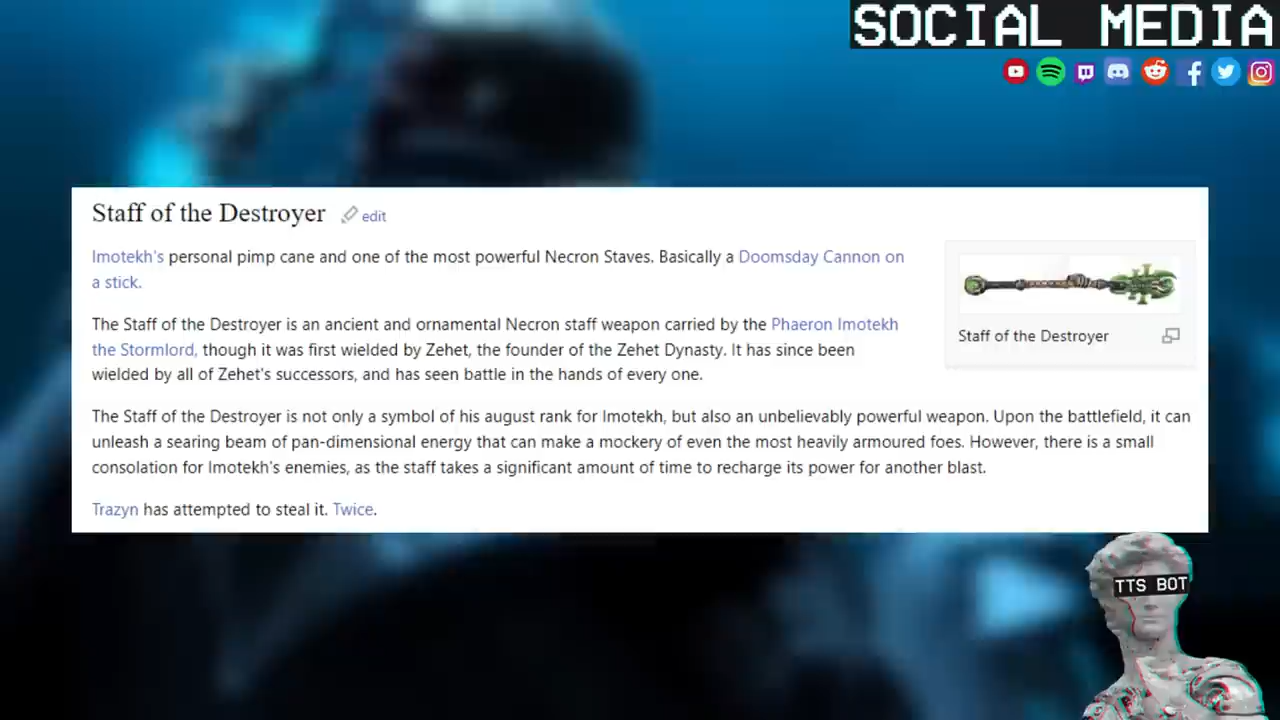 SOCIAL MEDIA
Staff of the Destroyer edit
Imotekh's personal pimp cane and one of the most powerful Necron Staves. Basically a Doomsday Cannon on
a stick.
Staff of the Destroyer
The Staff of the Destroyer is an ancient and ornamental Necron staff weapon carried by the Phaeron Imotekh
the Stormlord, though it was first wielded by Zehet, the founder of the Zehet Dynasty. It has since been
wielded by all of Zehet's successors, and has seen battle in the hands of every one.
The Staff of the Destroyer is not only a symbol of his august rank for Imotekh, but also an unbelievably powerful weapon. Upon the battlefield, it can
unleash a searing beam of pan-dimensional energy that can make a mockery of even the most heavily armoured foes. However, there is a small
consolation for Imotekh's enemies, as the staff takes a significant amount of time to recharge its power for another blast.
Trazyn has attempted to steal it. Twice.
TTS BOT